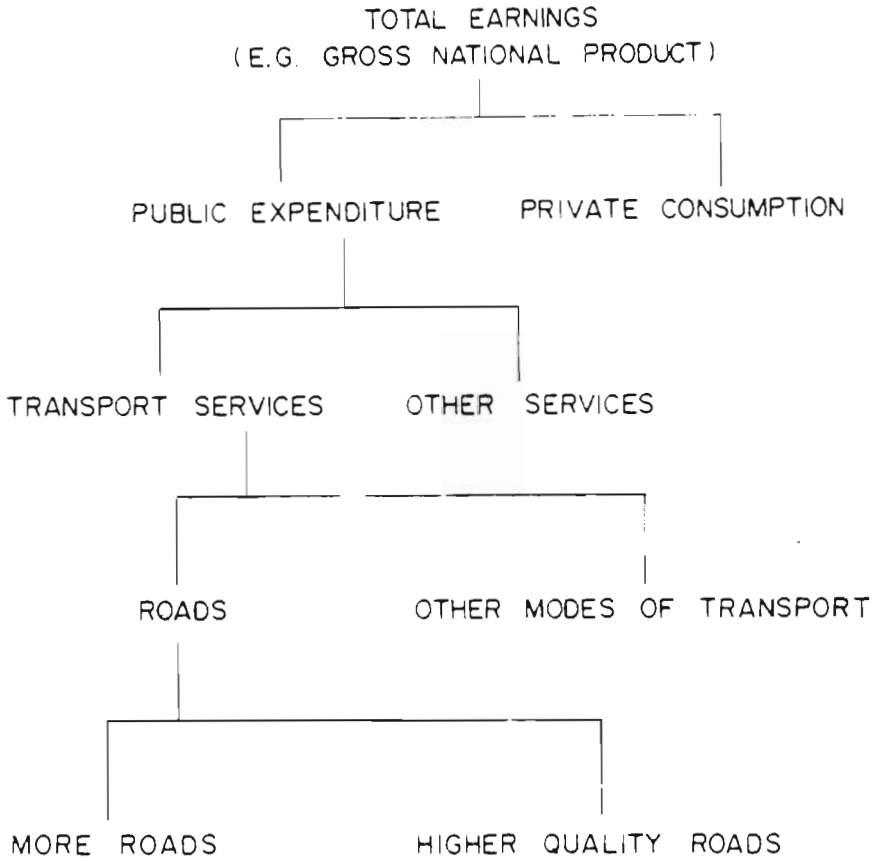 TOTAL EARNINGS
(E.G. GROSS NATIONAL PRODUCT)
PUBLIC EXPENDITURE PRIVATE CONSUMPTION
TRANSPORT SERVICES OTHER SERVICES
ROADS OTHER MODES OF TRANSPORT
MORE ROADS HIGHER QUALITY ROADS